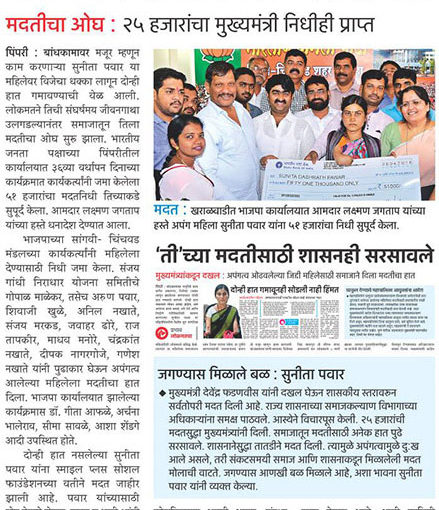 मदतीचा ओघ : २५ हजारांचा मुख्यमंत्री निधीही प्राप्त
पिंपरी : बांधकामावर मजूर म्हणून
काम करणाऱ्या सुनीता पवार या
महिलेवर विजेचा धक्का लागून दोन्ही
हात गमावण्याची वेळ आली.
लोकमतने तिची संघर्षमय जीवनगाथा
उलगडल्यानंतर समाजातून तिला
मदतीचा ओघ सुरू झाला. भारतीय
जनता पक्षाच्या पिंपरीतील
कार्यालयात ३६व्या वर्धापन दिनाच्या
कार्यक्रमात कार्यकर्त्यांनी जमा केलेला
५१ हजारांचा मदतनिधी तिच्याकडे
सुपूर्द केला. आमदार लक्ष्मण जगताप
यांच्या हस्ते धनादेश देण्यात आला.
भाजपाच्या सांगवी- चिंचवड
मंडलच्या कार्यकर्त्यांनी महिलेला
देण्यासाठी निधी जमा केला. संजय
गांधी निराधार योजना समितीचे
गोपाळ माळेकर, तसेच अरुण पवार,
शिवाजी खुळे, अनिल नखाते,
संजय मरकड, जवाहर ढोरे, राज
तापकीर, माधव मनोरे, चंद्रकांत
नखाते, दीपक नागरगोजे, गणेश
नखाते यांनी पुढाकार घेऊन अपंगत्व
आलेल्या महिलेला मदतीचा हात
दिला. भाजपा कार्यालयात झालेल्या
कार्यक्रमास डॉ. गीता आफळे, अर्चना
भालेराव, सीमा सावळे, आशा शेंडगे
आदी उपस्थित होते.
दोन्ही हात नसलेल्या सुनीता
पवार यांना स्माइल प्लस सोशल
फाउंडेशनच्या वतीने मदत जाहीर
झाली आहे. पवार यांच्यासाठी
SUNITA DASHRATH PAWAR
FIFTY ONE THOUSAND ONLY
51000/-
मदत : खराळवाडीत भाजपा कार्यालयात आमदार लक्ष्मण जगताप यांच्या
हस्ते अपंग महिला सुनीता पवार यांना ५१ हजारांचा निधी सुपूर्द केला.
'ती'च्या मदतीसाठी शासनही सरसावले
मुख्यमंत्र्यांकडून दखल : अपंगत्व ओढवलेल्या जिद्दी महिलेसाठी समाजाने दिला मदतीचा हात
दोन्ही हात गमावूनही सोडली नाही हिंमत
जगण्यास मिळाले बळ : सुनीता पवार
◆ मुख्यमंत्री देवेंद्र फडणवीस यांनी दखल घेऊन शासकीय स्तरावरून
सर्वतोपरी मदत दिली आहे. राज्य शासनाच्या समाजकल्याण विभागाच्या
अधिकाऱ्यांना समक्ष पाठवले. आस्थेने विचारपूस केली. २५ हजारांची
मदतसुद्धा मुख्यमंत्र्यांनी दिली. समाजातून मदतीसाठी अनेक हात पुढे
सरसावले. शासनानेसुद्धा तातडीने मदत दिली. त्यामुळे अपंगत्वामुळे दुःख
आले असले, तरी संकटसमयी समाज आणि शासनाकडून मिळालेली मदत
मोलाची वाटते. जगण्यास आणखी बळ मिळाले आहे, अशा भावना सुनीता
पवार यांनी व्यक्त केल्या.